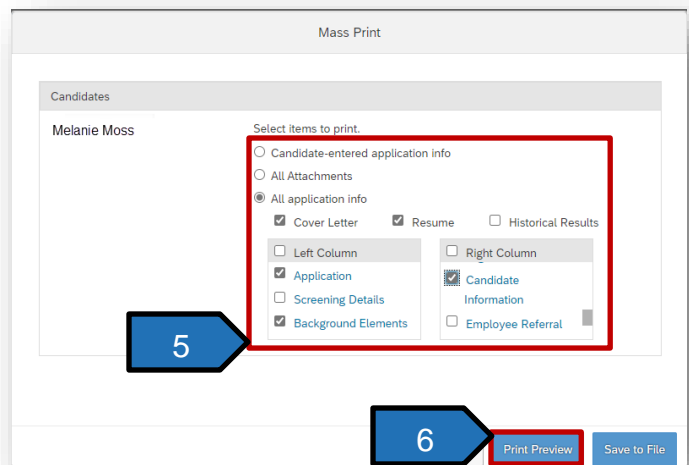 Mass Print
Candidates
Melanie Moss
Select items to print.
Candidate-entered application info
All Attachments
All application info
Cover Letter Resume Historical Results
Left Column
Application
Screening Details
Background Elements
Right Column
Candidate
Information
Employee Referral
5
6
Print Preview Save to File